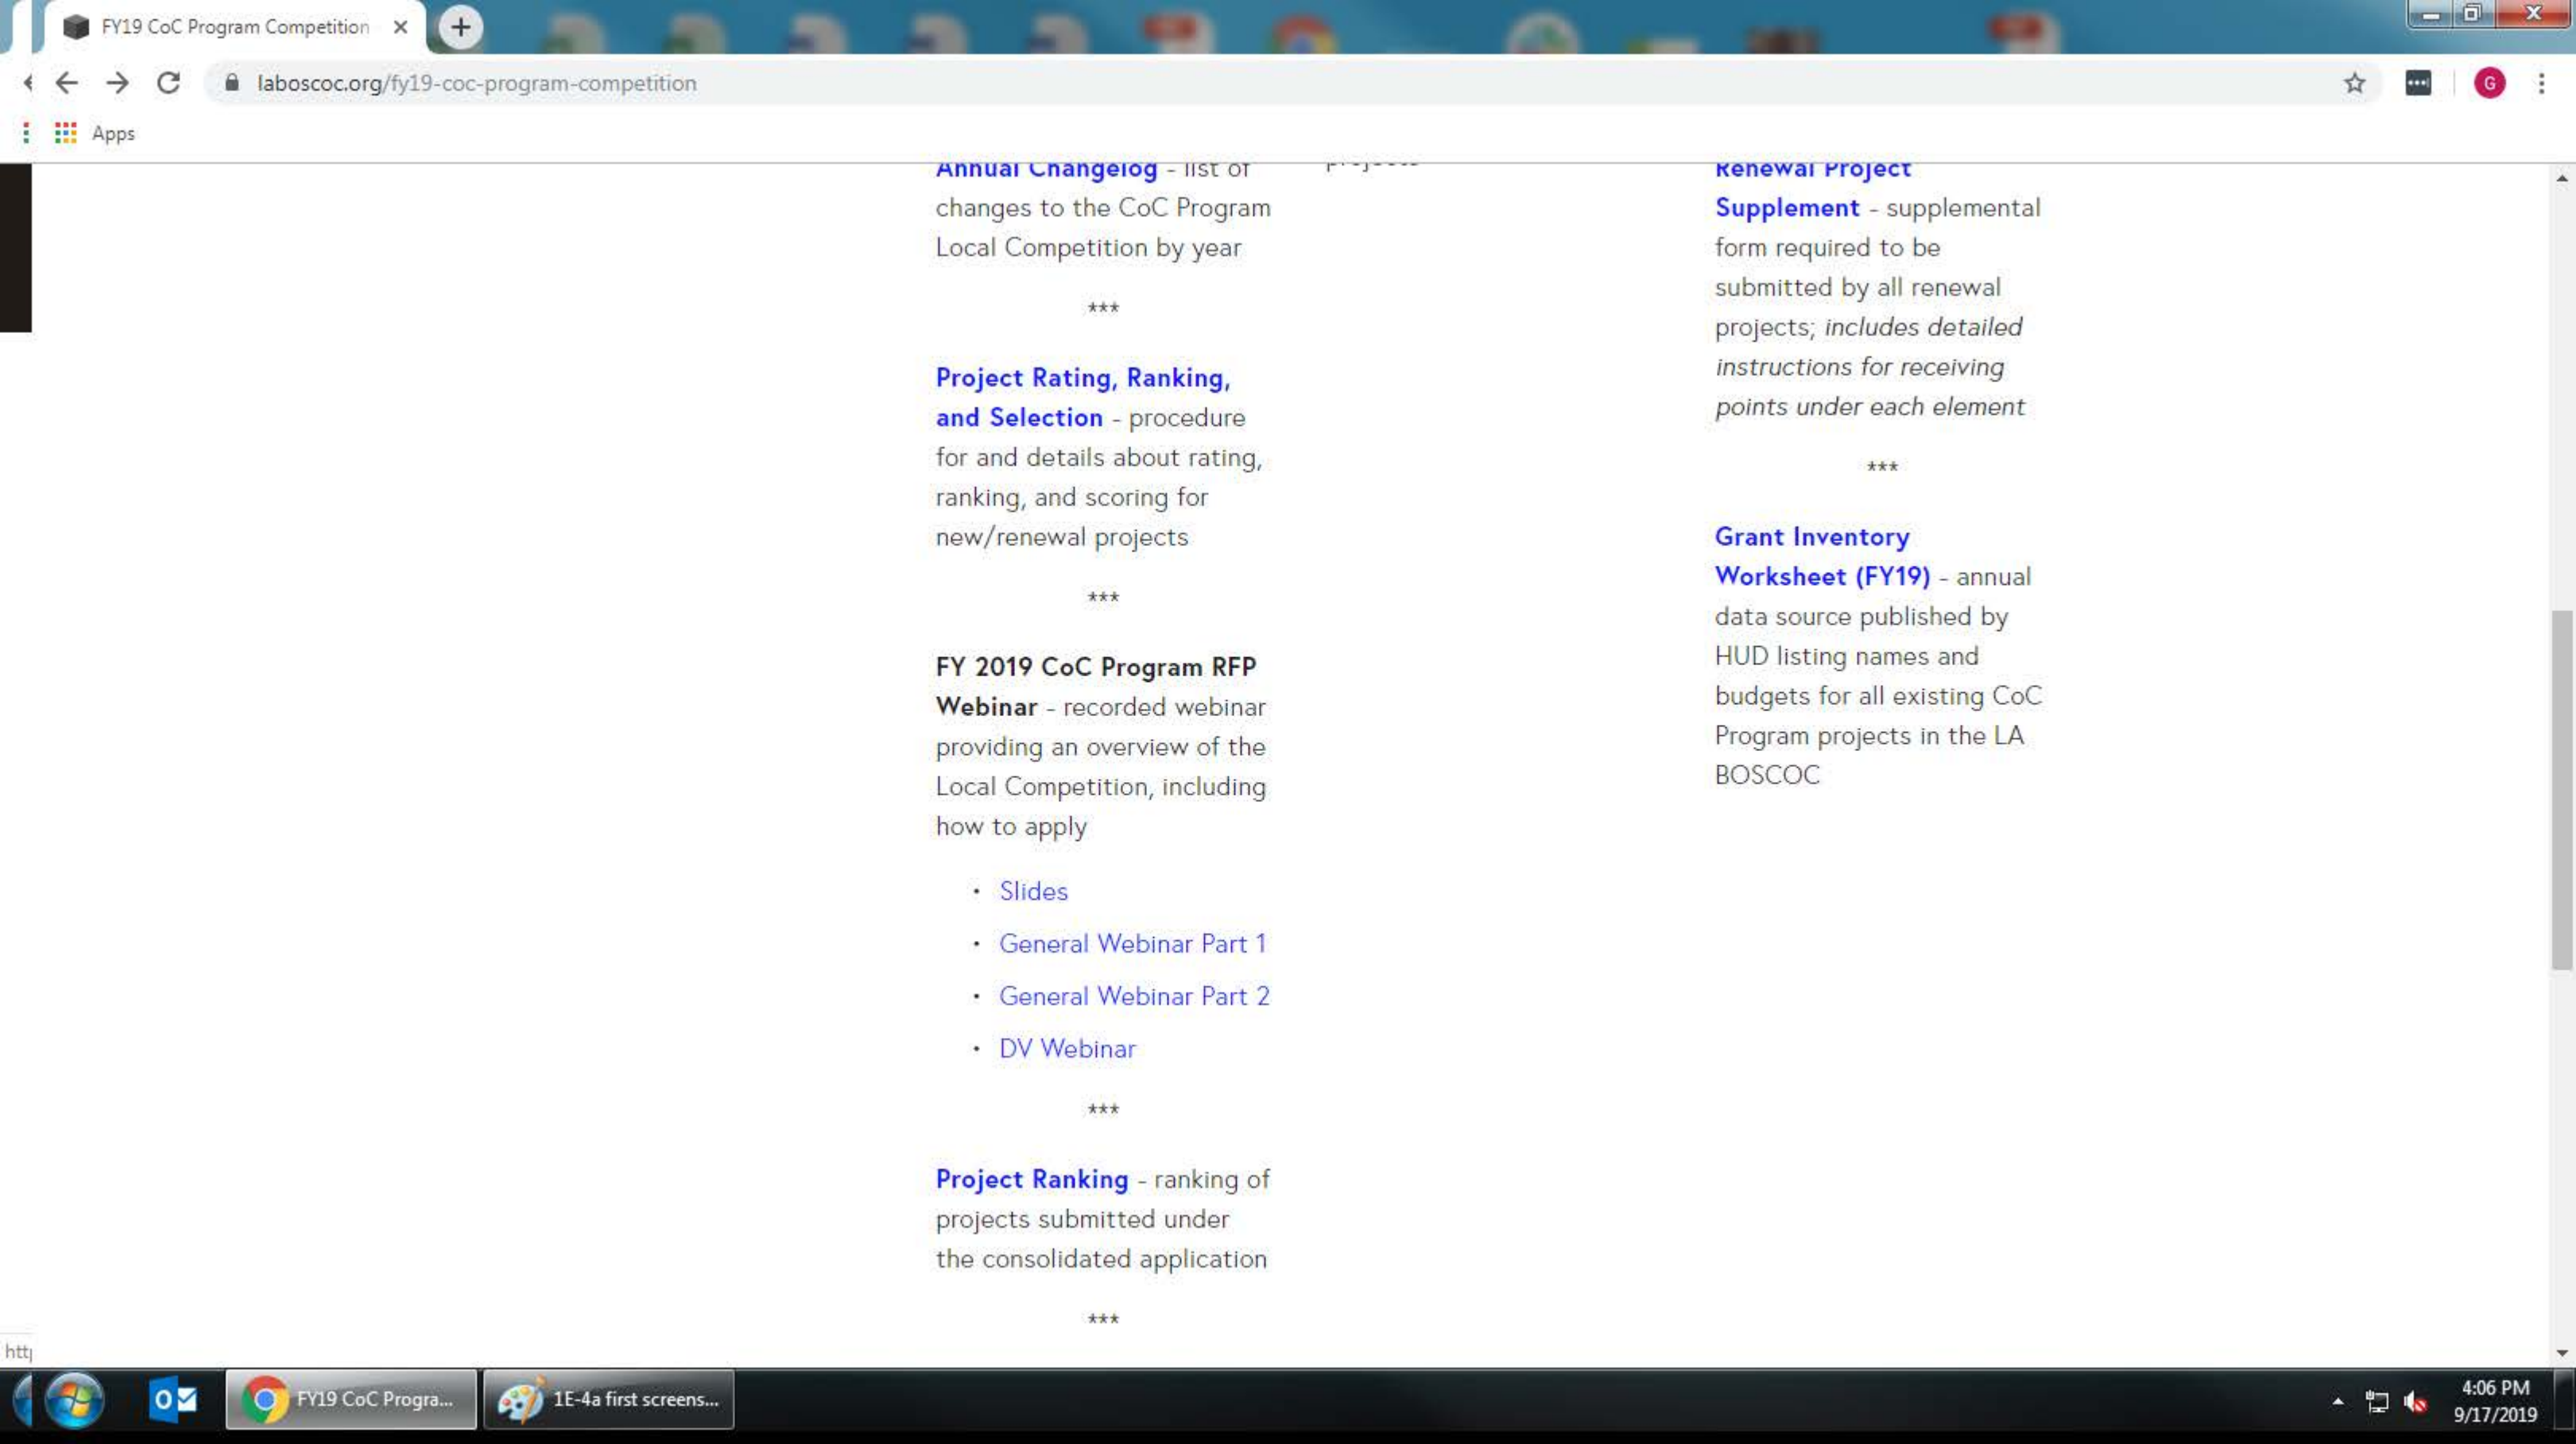 FY19 CoC Program Competition
laboscoc.org/fy19-coc-program-competition
G
Apps
Annual Changelog - list of
changes to the CoC Program
Local Competition by year
***
Project Rating, Ranking,
and Selection - procedure
for and details about rating,
ranking, and scoring for
new/renewal projects
***
FY 2019 CoC Program RFP
Webinar - recorded webinar
providing an overview of the
Local Competition, including
how to apply
• Slides
• General Webinar Part 1
• General Webinar Part 2
• DV Webinar
***
Project Ranking - ranking of
projects submitted under
the consolidated application
***
projects
Renewal Project
Supplement - supplemental
form required to be
submitted by all renewal
projects; includes detailed
instructions for receiving
points under each element
***
Grant Inventory
Worksheet (FY19) - annual
data source published by
HUD listing names and
budgets for all existing CoC
Program projects in the LA
BOSCOC
FY19 CoC Progra...
1E-4a first screens...
4:06 PM
9/17/2019